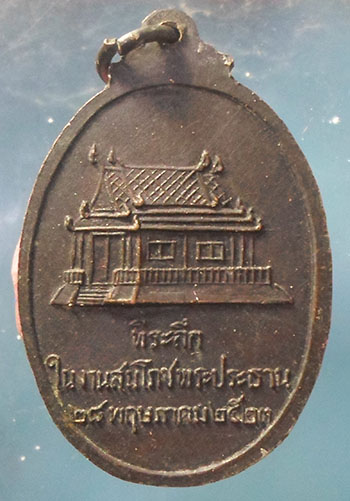 ที่ระลึก
ในงานสมโภชพระประธาน
๒๘ พฤษภาคม ๒๕๒๓